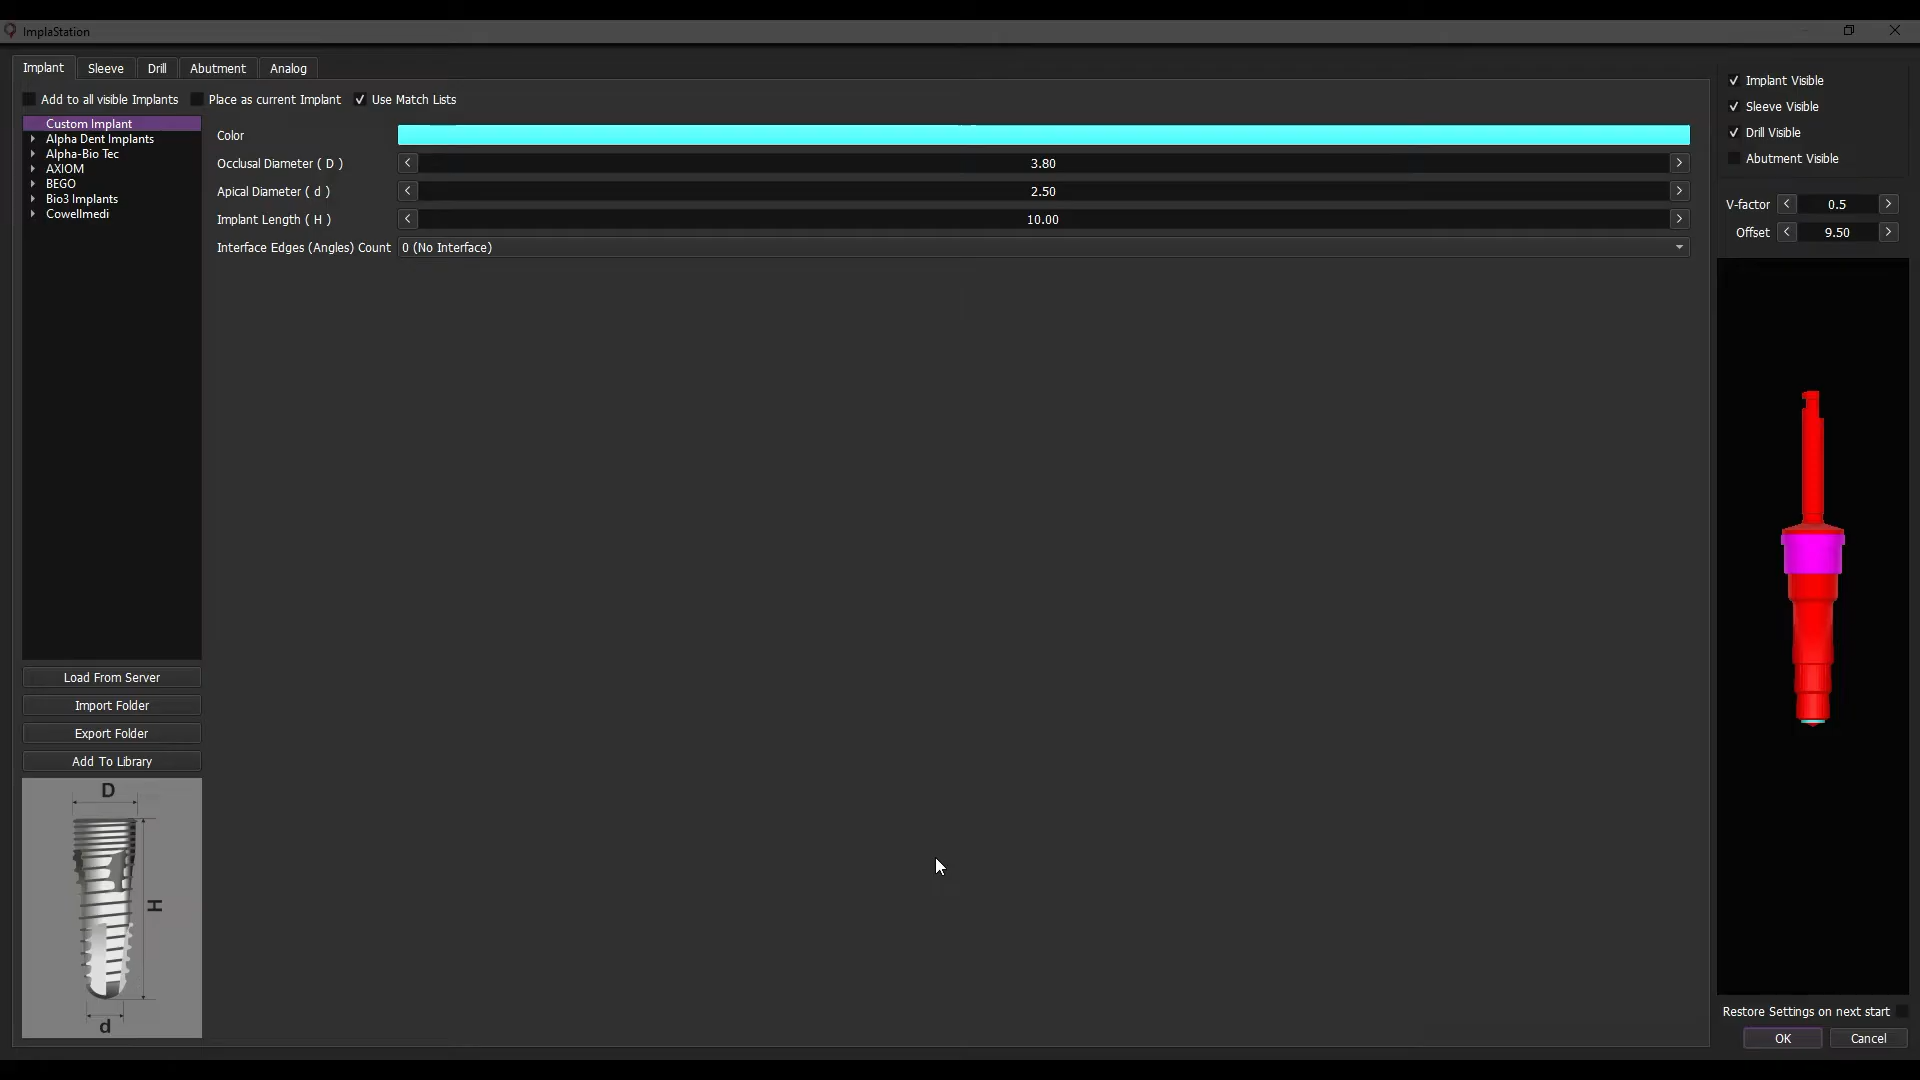 ImplaStation
Implant Sleeve Drill Abutment Analog
Add to all visible Implants Place as current Implant Use Match Lists
Custom Implant
Alpha Dent Implants
Alpha-Bio Tec
AXIOM
BEGO
Bio3 Implants
Cowellmedi
Load From Server
Import Folder
Export Folder
Add To Library
D
H
d
Color
Occlusal Diameter ( D ) 3.80
Apical Diameter ( d ) 2.50
Implant Length ( H ) 10.00
Interface Edges (Angles) Count 0 (No Interface)
Implant Visible
Sleeve Visible
Drill Visible
Abutment Visible
V-factor 0.5
Offset 9.50
Restore Settings on next start
OK Cancel